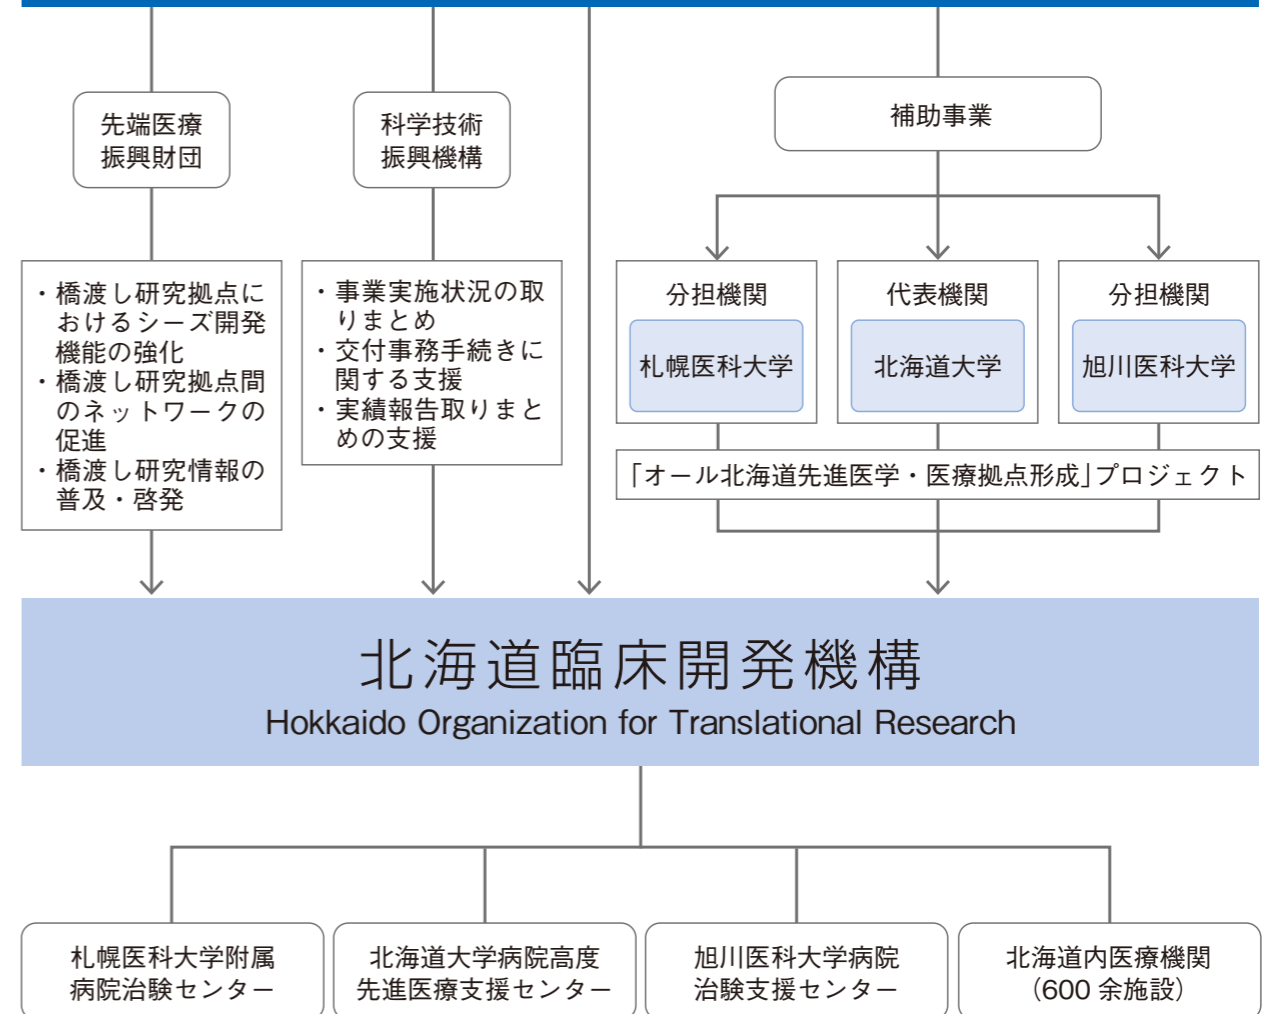 先端医療
振興財団
科学技術
振興機構
補助事業
・橋渡し研究拠点に
おけるシーズ開発
機能の強化
・橋渡し研究拠点間
のネットワークの
促進
・橋渡し研究情報の
普及・啓発
・事業実施状況の取
りまとめ
・交付事務手続きに
関する支援
・実績報告取りまと
めの支援
分担機関
札幌医科大学
代表機関
北海道大学
分担機関
旭川医科大学
「オール北海道先進医学・医療拠点形成」プロジェクト
北海道臨床開発機構
Hokkaido Organization for Translational Research
札幌医科大学附属
病院治験センター
北海道大学病院高度
先進医療支援センター
旭川医科大学病院
治験支援センター
北海道内医療機関
（600 余施設）